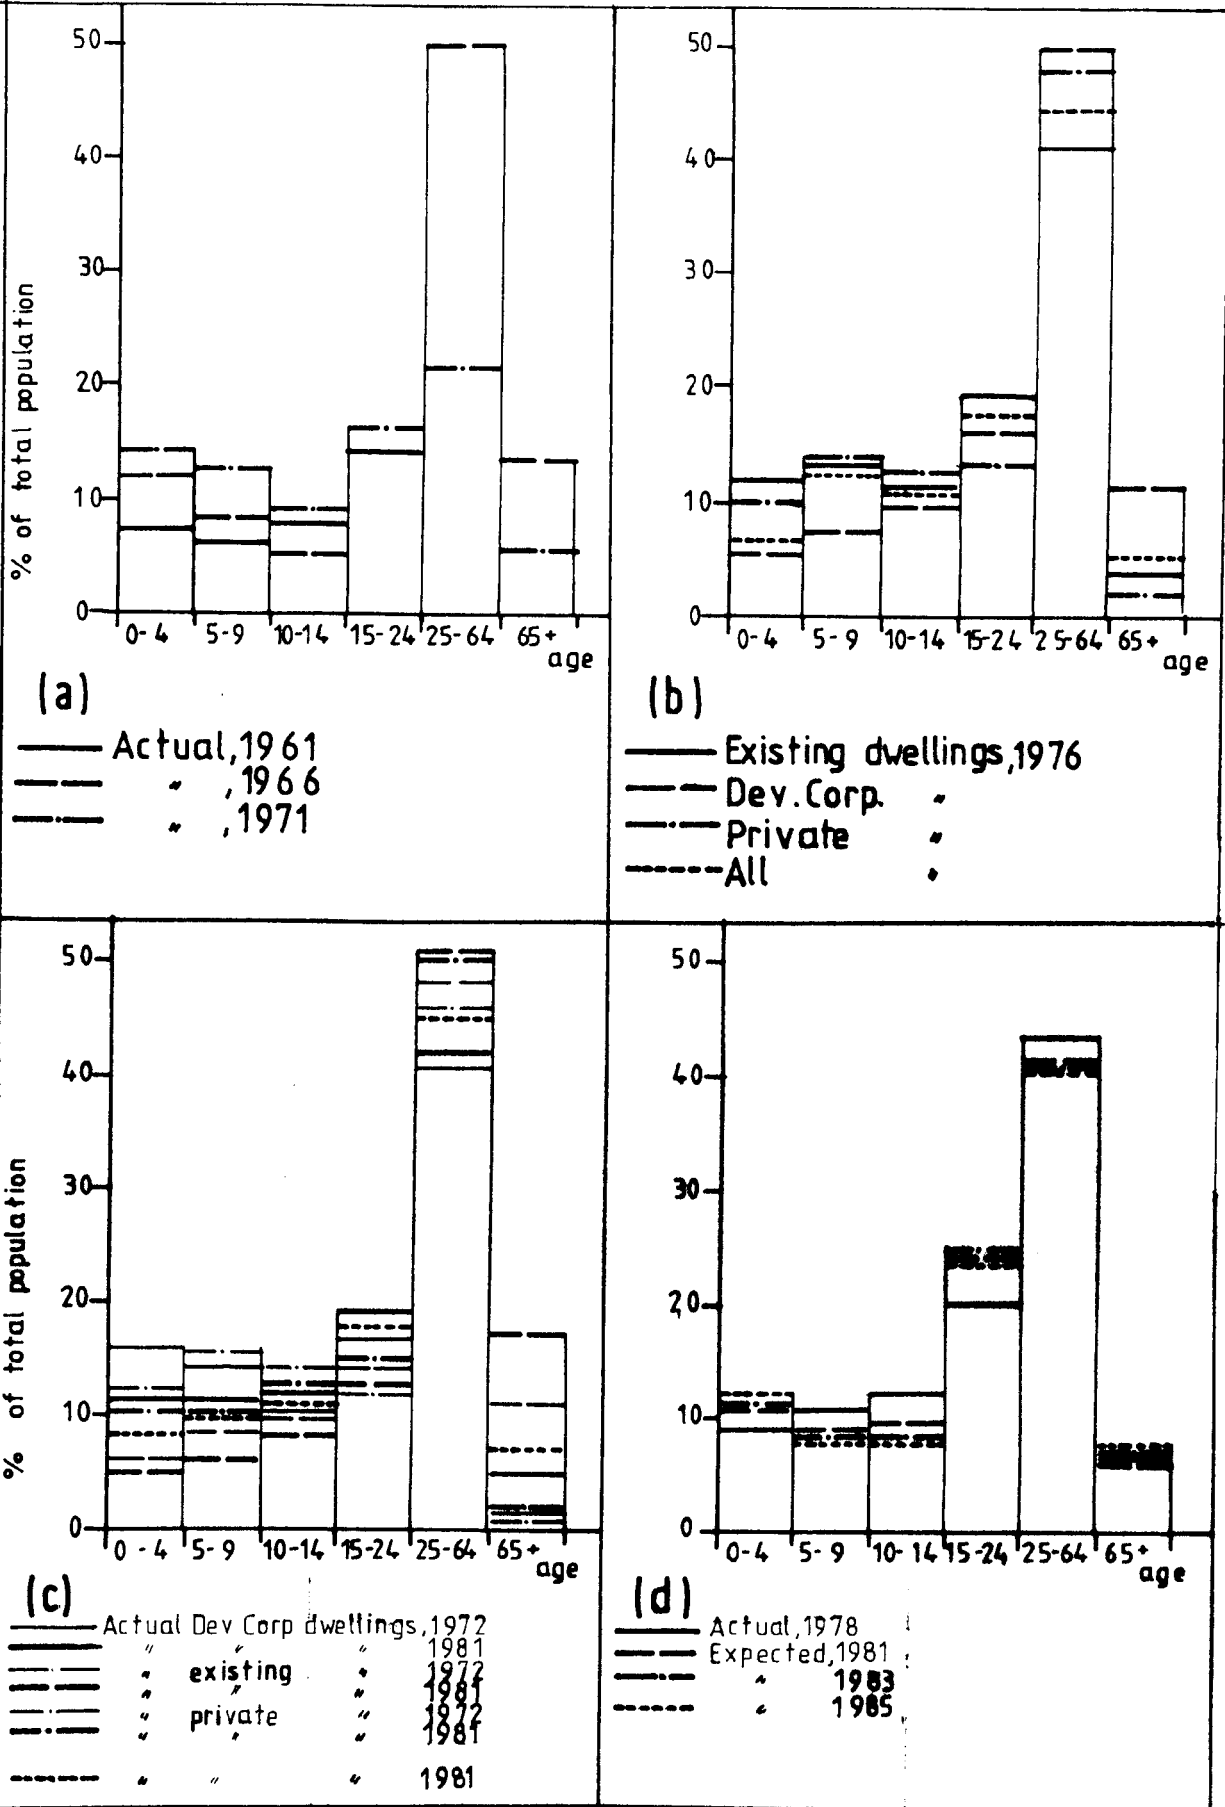 50
40
30
20
10
0
% of total population
0-4 5-9 10-14 15-24 25-64 65+
age
(a)
Actual,1961
" ,1966
" ,1971
50
40
30
20
10
0
0-4 5-9 10-14 15-24 25-64 65+
age
(b)
Existing dwellings,1976
Dev.Corp. "
Private "
All "
50
40
30
20
10
0
% of total population
0-4 5-9 10-14 15-24 25-64 65+
age
(c)
Actual Dev Corp dwellings,1972
" " " 1981
" existing " 1972
" " " 1981
" private " 1972
" " " 1981
" " " 1981
50
40
30
20
10
0
0-4 5-9 10-14 15-24 25-64 65+
age
(d)
Actual,1978
Expected,1981
" 1983
" 1985